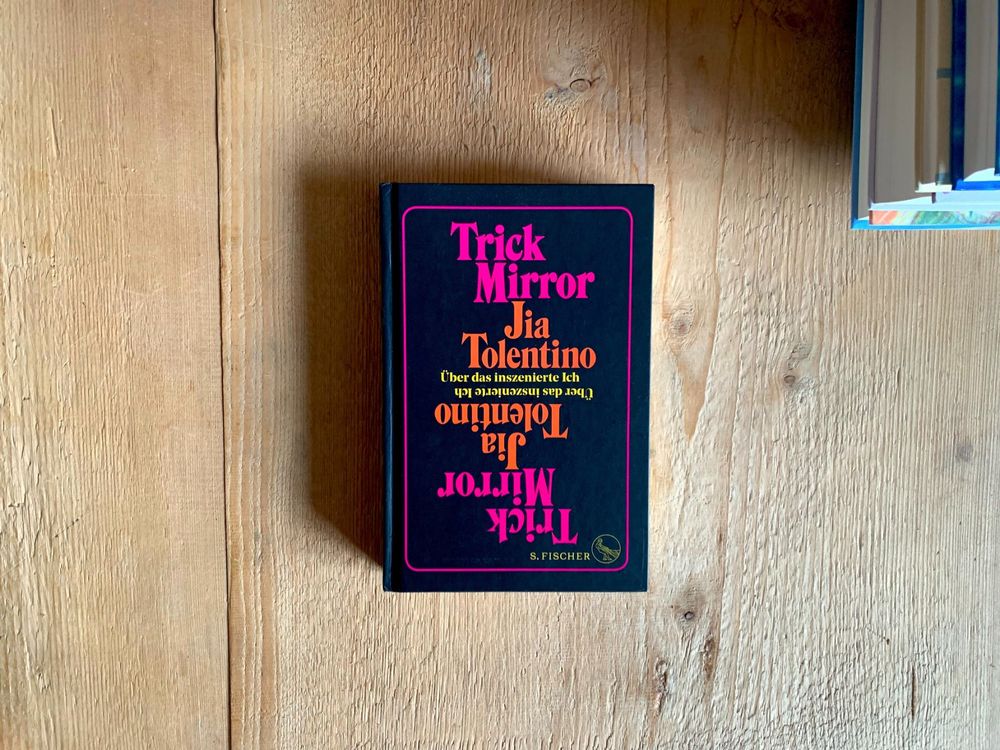 Trick
Mirror
Jia
Tolentino
Über das inszenierte Ich
Über das inszenierte Ich
Tolentino
Jia
Mirror
Trick
S. FISCHER